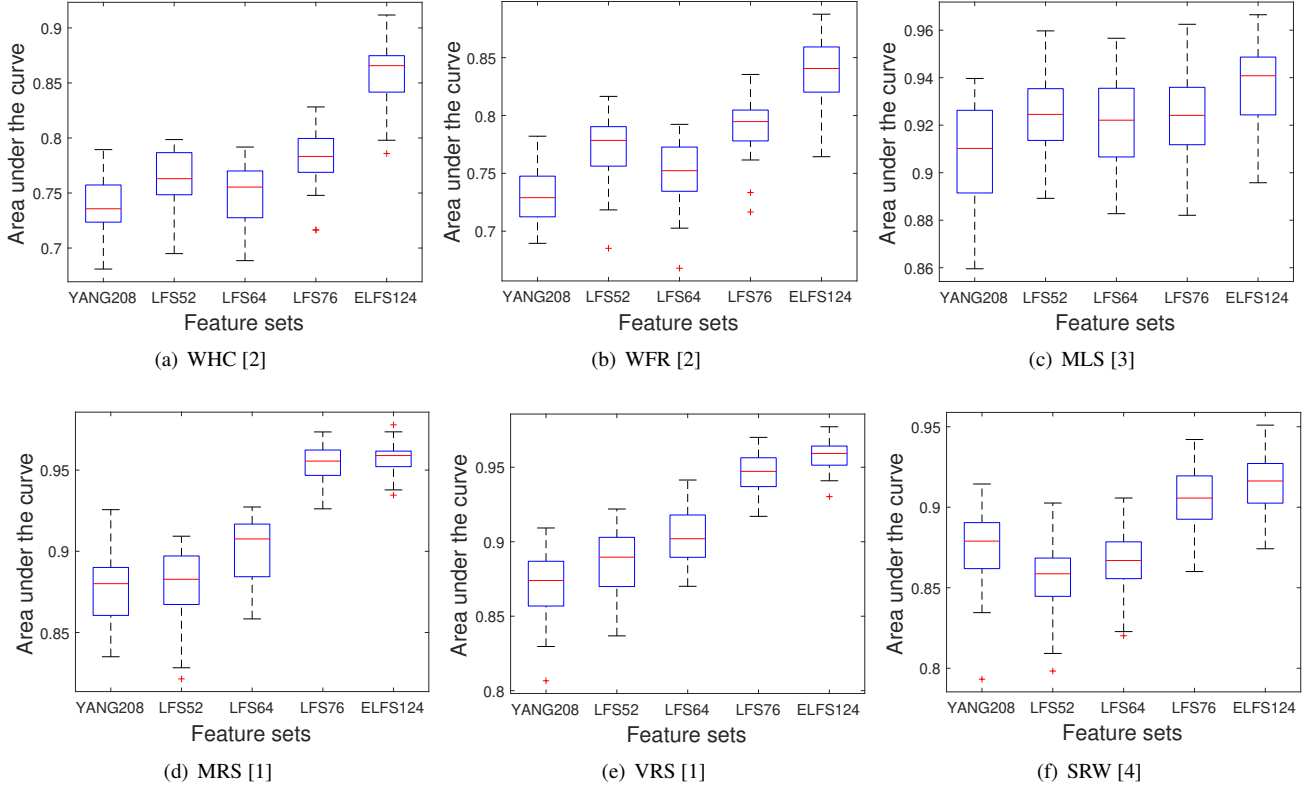 0.9
0.85
0.8
0.75
0.7
Area under the curve
YANG208 LFS52 LFS64 LFS76 ELFS124
Feature sets
(a) WHC [2]
0.85
0.8
0.75
0.7
Area under the curve
YANG208 LFS52 LFS64 LFS76 ELFS124
Feature sets
(b) WFR [2]
0.96
0.94
0.92
0.9
0.88
0.86
Area under the curve
YANG208 LFS52 LFS64 LFS76 ELFS124
Feature sets
(c) MLS [3]
0.95
0.9
0.85
Area under the curve
YANG208 LFS52 LFS64 LFS76 ELFS124
Feature sets
(d) MRS [1]
0.95
0.9
0.85
0.8
Area under the curve
YANG208 LFS52 LFS64 LFS76 ELFS124
Feature sets
(e) VRS [1]
0.95
0.9
0.85
0.8
Area under the curve
YANG208 LFS52 LFS64 LFS76 ELFS124
Feature sets
(f) SRW [4]